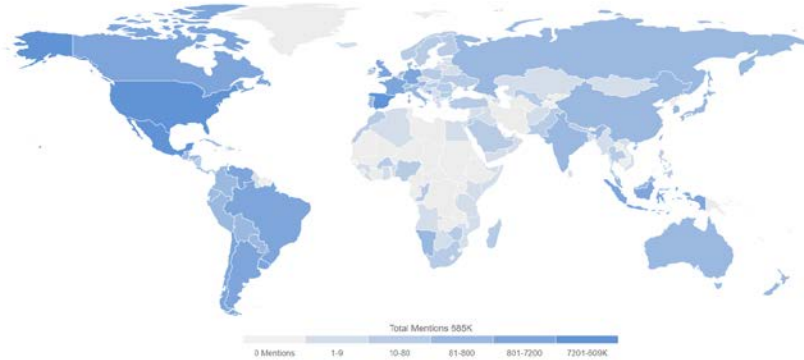 Total Mentions 585K
0 Mentions
1-9
10-80
81-800
801-7200
7201-509K